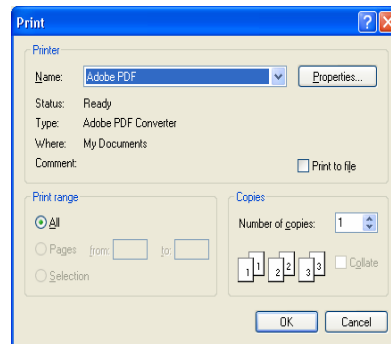 Print
Printer
Name: Adobe PDF Properties...
Status: Ready
Type: Adobe PDF Converter
Where: My Documents
Comment:
Print to file
Print range
All
Pages from: to:
Selection
Copies
Number of copies: 1
1 1 2 2 3 3
Collate
OK Cancel